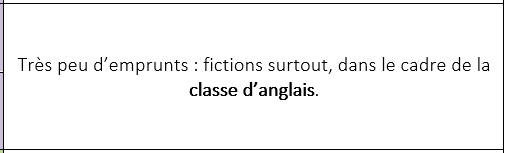 Très peu d’emprunts : fictions surtout, dans le cadre de la
classe d’anglais.